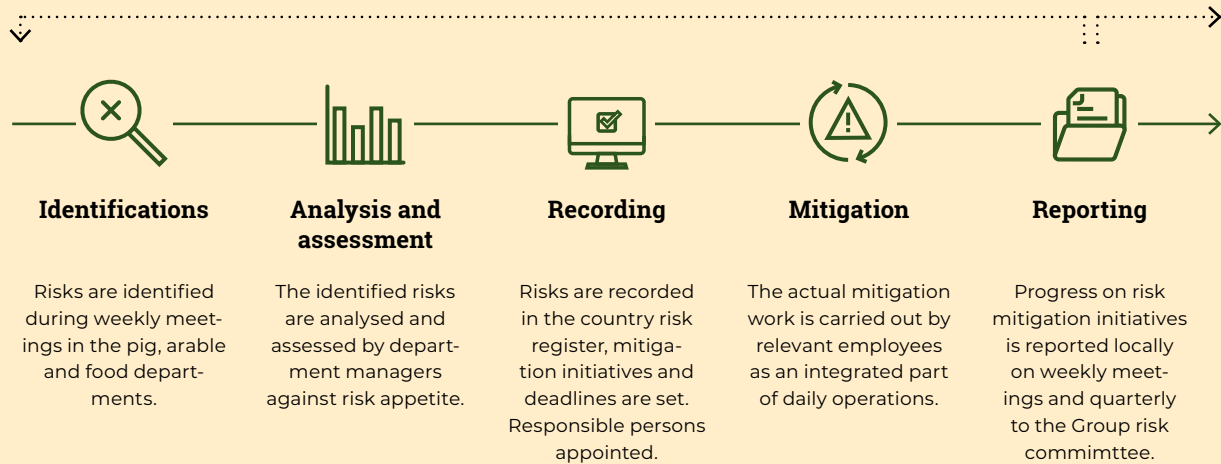 Identifications
Risks are identified
during weekly meet-
ings in the pig, arable
and food depart-
ments.
Analysis and
assessment
The identified risks
are analysed and
assessed by depart-
ment managers
against risk appetite.
Recording
Risks are recorded
in the country risk
register, mitiga-
tion initiatives and
deadlines are set.
Responsible persons
appointed.
Mitigation
The actual mitigation
work is carried out by
relevant employees
as an integrated part
of daily operations.
Reporting
Progress on risk
mitigation initiatives
is reported locally
on weekly meet-
ings and quarterly
to the Group risk
commimttee.